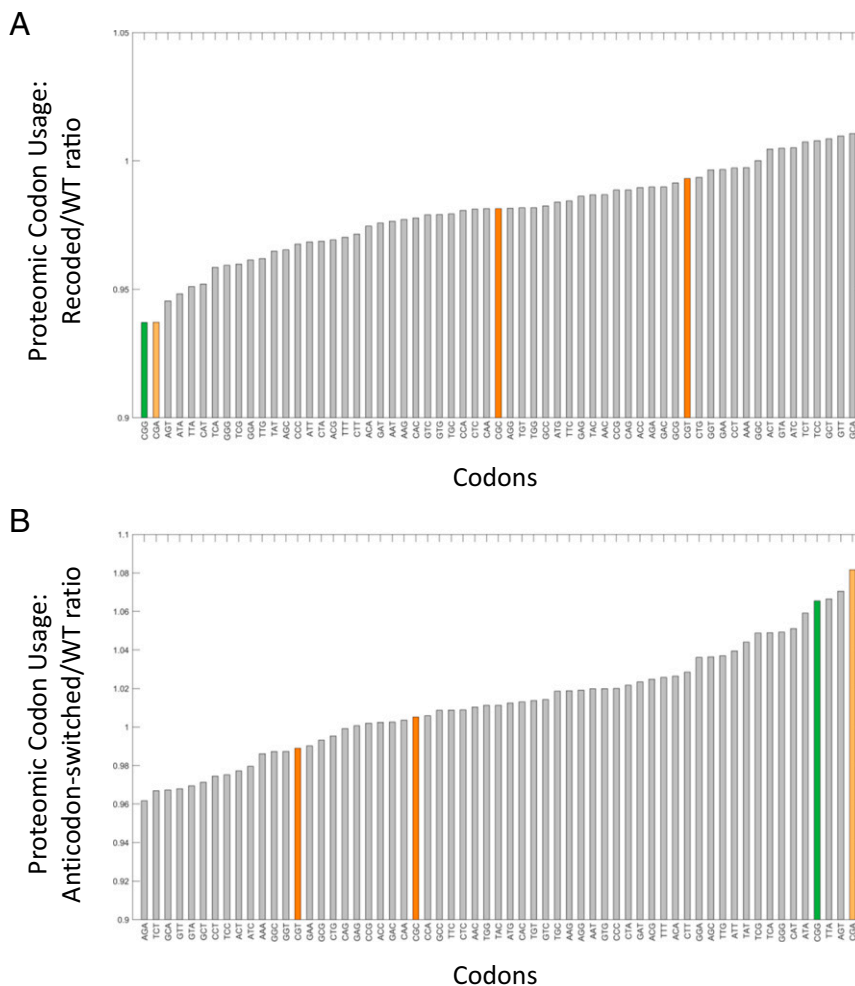 A
Proteomic Codon Usage:
Recoded/WT ratio
1.05
1
0.95
0.9
CGG CGA AGT ATA TTA CAT TCA GGG TCG GGA TTG TAT AGC CCC ATT CTA ACG TTT CTT ACA GAT AAT AAG CAC GTC GTG TGC CCA CTC CAA CGC AGG TGT TGG GCC ATG TTC GAG TAC AAC CCG CAG ACC AGA GAC GCG CGT CTG GGT GAA CCT AAA GGC ACT GTA ATC TCT TCC GCT GTT GCA
Codons
B
Proteomic Codon Usage:
Anticodon-switched/WT ratio
1.1
1.08
1.06
1.04
1.02
1
0.98
0.96
0.94
0.92
0.9
AGA TCT GCA GTT GTA GCT CCT TCC ACT ATC AAA GGC GGT CGT GAA GCG CTG CAG GAG CCG ACC GAC CAA CGC CCA GCC TTC CTC AAC TGG TAC ATG CAC TGT GTC TGC AAG AGG AAT GTG CCC CTA GAT ACG TTT ACA CTT GGA AGC TTG ATT TAT TCG TCA GGG CAT ATA CGG TTA AGT CGA
Codons